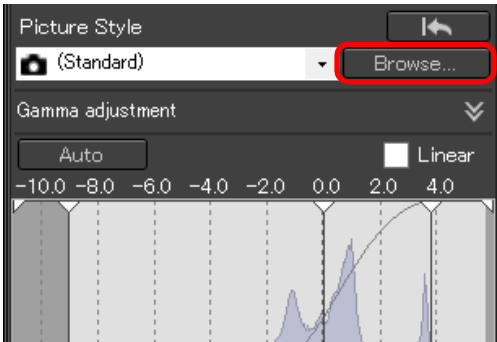 Picture Style
(Standard) Browse...
Gamma adjustment
Auto Linear
-10.0 -8.0 -6.0 -4.0 -2.0 0.0 2.0 4.0